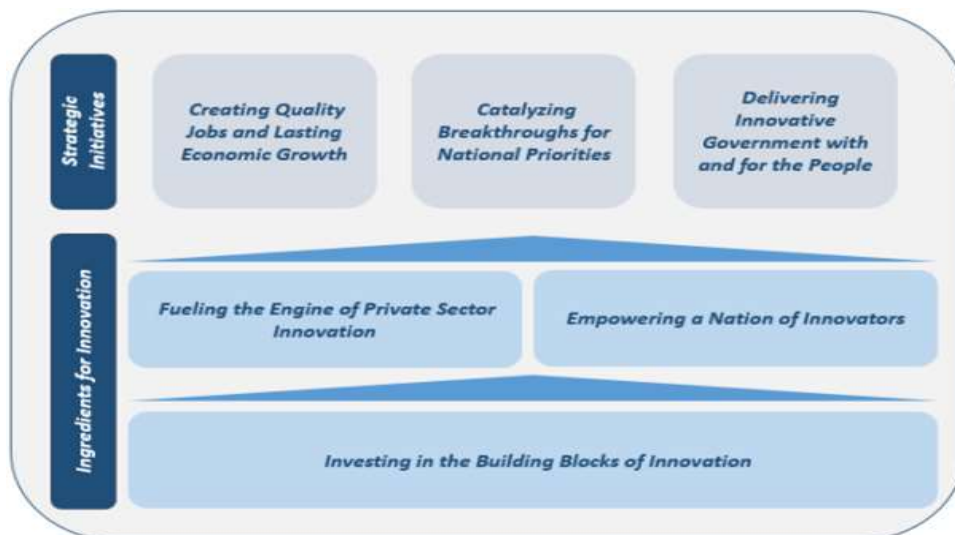 Strategic
Initiatives
Creating Quality
Jobs and Lasting
Economic Growth
Catalyzing
Breakthroughs for
National Priorities
Delivering
Innovative
Government with
and for the People
Ingredients for Innovation
Fueling the Engine of Private Sector
Innovation
Empowering a Nation of Innovators
Investing in the Building Blocks of Innovation